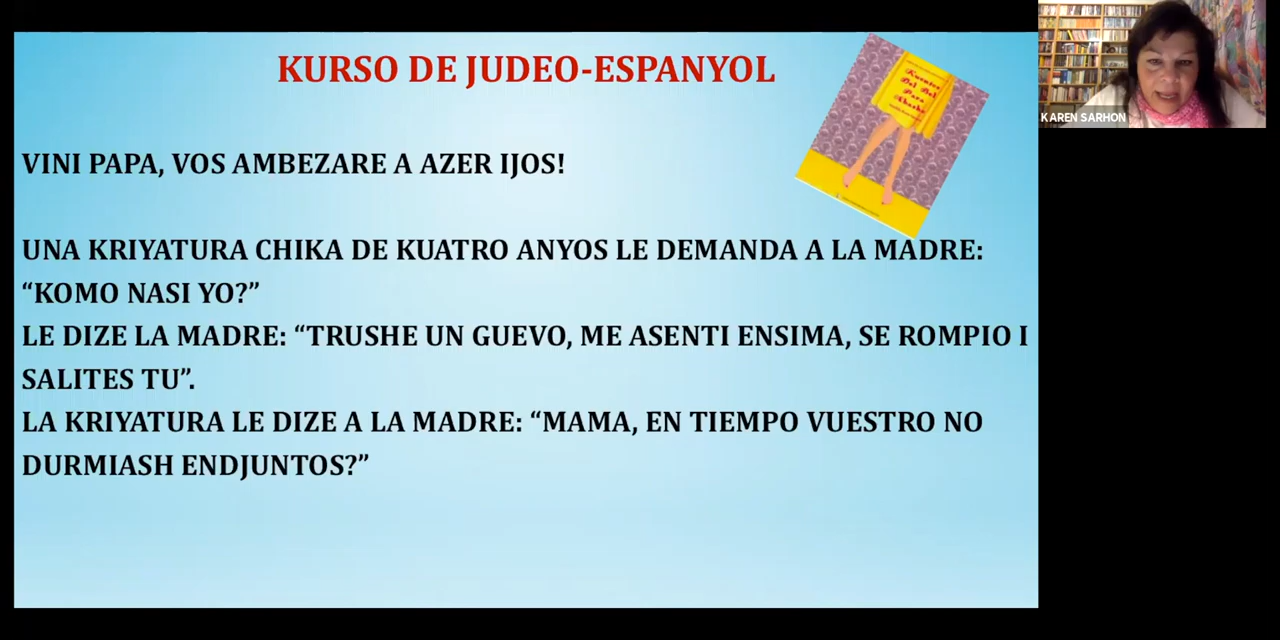 KURSO DE JUDEO-ESPANYOL
KAREN SARHON
VINI PAPA, VOS AMBEZARE A AZER IJOS!
UNA KRIYATURA CHIKA DE KUATRO ANYOS LE DEMANDA A LA MADRE:
“KOMO NASI YO?”
LE DIZE LA MADRE: “TRUSHE UN GUEVO, ME ASENTI ENSIMA, SE ROMPIO I
SALITES TU”.
LA KRIYATURA LE DIZE A LA MADRE: “MAMA, EN TIEMPO VUESTRO NO
DURMIASH ENDJUNTOS?”